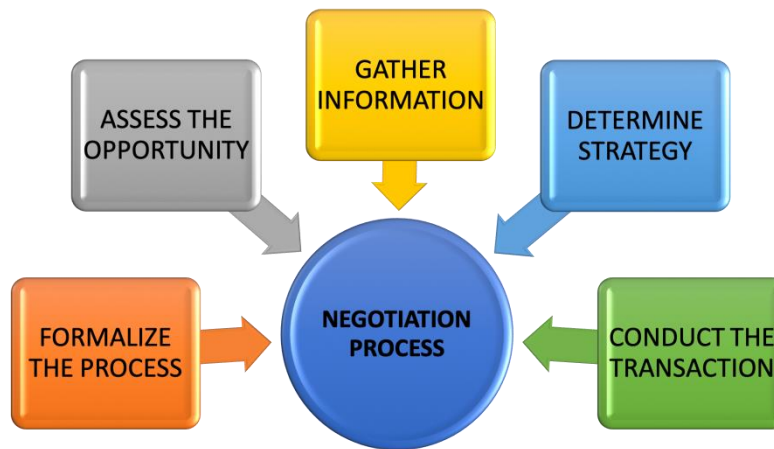 GATHER
INFORMATION
ASSESS THE
OPPORTUNITY
DETERMINE
STRATEGY
FORMALIZE
THE PROCESS
NEGOTIATION
PROCESS
CONDUCT THE
TRANSACTION